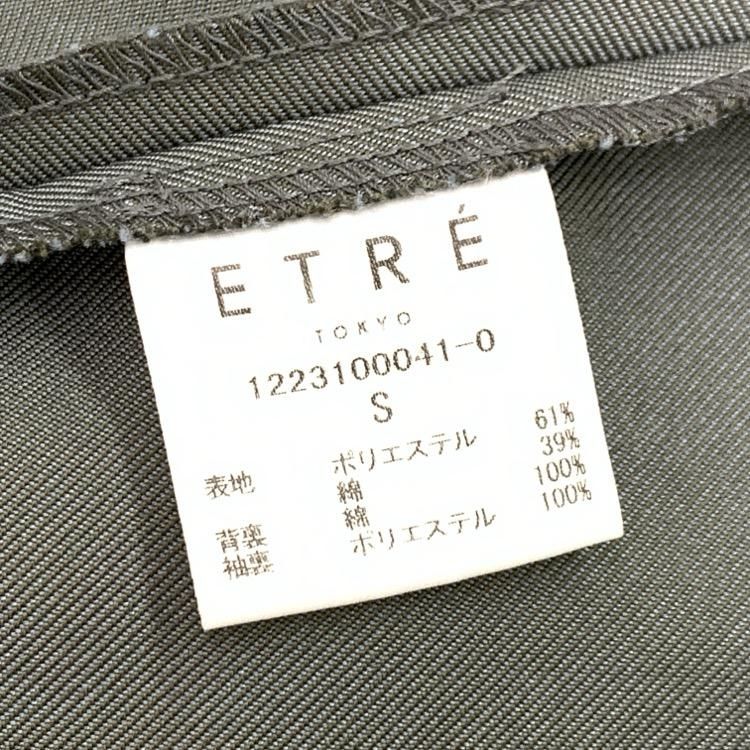 ETRÉ
TOKYO
1223100041-0
S
表地 ポリエステル 61%
綿 39%
背裏 綿 100%
袖裏 ポリエステル 100%